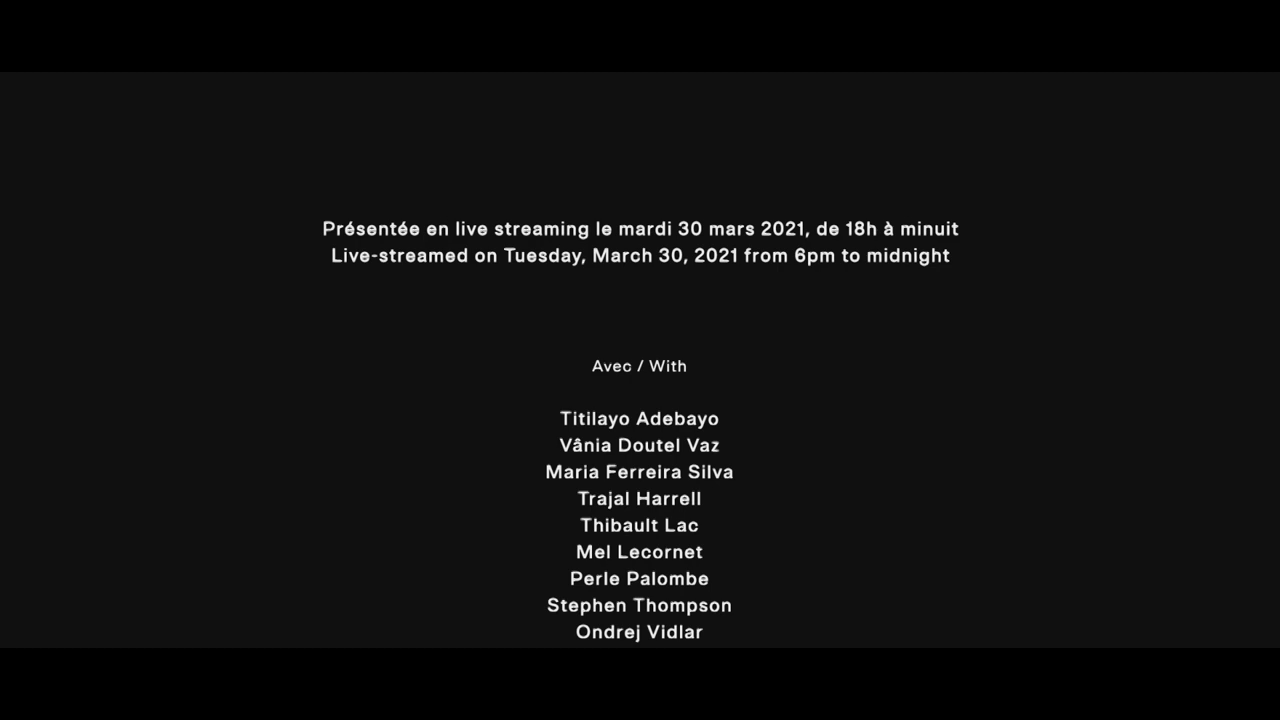 Présentée en live streaming le mardi 30 mars 2021, de 18h à minuit
Live-streamed on Tuesday, March 30, 2021 from 6pm to midnight
Avec / With
Titilayo Adebayo
Vânia Doutel Vaz
Maria Ferreira Silva
Trajal Harrell
Thibault Lac
Mel Lecornet
Perle Palombe
Stephen Thompson
Ondrej Vidlar